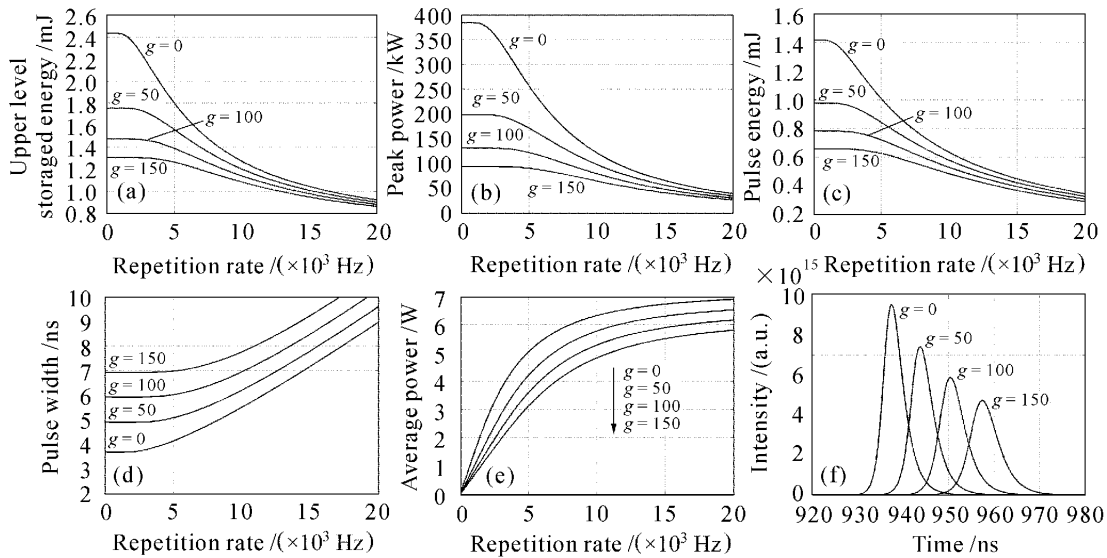 Upper level
storaged energy /mJ
2.6
2.4
2.2
2.0
1.8
1.6
1.4
1.2
1.0
0.8
g=0
g=50
g=100
g=150
(a)
0 5 10 15 20
Repetition rate /(×10³ Hz)
Peak power /kW
400
350
300
250
200
150
100
50
0
g=0
g=50
g=100
g=150
(b)
0 5 10 15 20
Repetition rate /(×10³ Hz)
Pulse energy /mJ
1.6
1.4
1.2
1.0
0.8
0.6
0.4
0.2
g=0
g=50
g=100
g=150
(c)
0 5 10 15 20
Repetition rate /(×10³ Hz)
Pulse width /ns
10
9
8
7
6
5
4
3
2
g=150
g=100
g=50
g=0
(d)
0 5 10 15 20
Repetition rate /(×10³ Hz)
Average power /W
7
6
5
4
3
2
1
0
g=0
g=50
g=100
g=150
(e)
0 5 10 15 20
Repetition rate /(×10³ Hz)
×10¹⁵
Intensity /(a.u.)
10
8
6
4
2
0
g=0
g=50
g=100
g=150
(f)
920 930 940 950 960 970 980
Time /ns